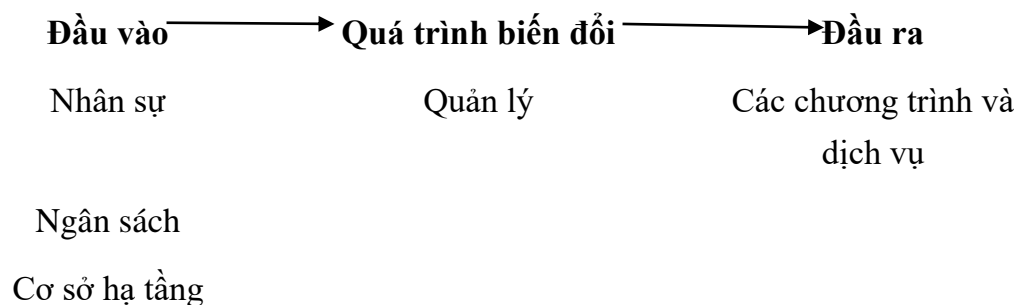 Đầu vào Quá trình biến đổi Đầu ra
Nhân sự Quản lý Các chương trình và
dịch vụ
Ngân sách
Cơ sở hạ tầng